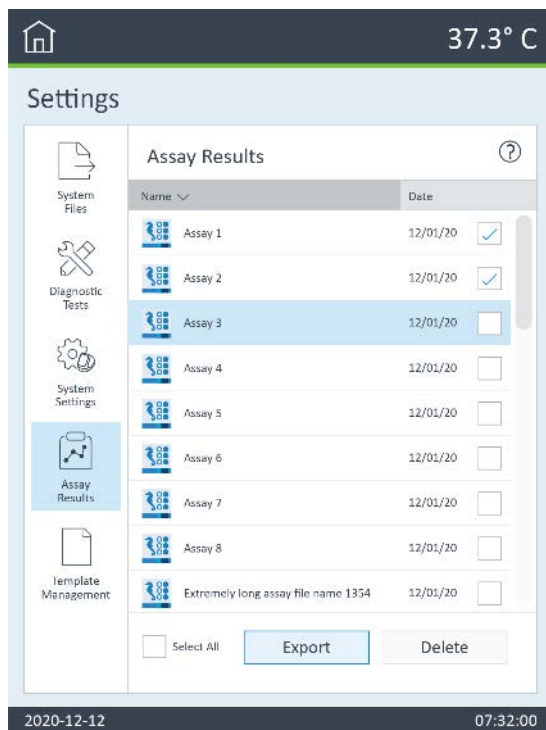 37.3° C
Settings
System
Files
Diagnostic
Tests
System
Settings
Assay
Results
Template
Management
Assay Results
?
Name Date
Assay 1 12/01/20
Assay 2 12/01/20
Assay 3 12/01/20
Assay 4 12/01/20
Assay 5 12/01/20
Assay 6 12/01/20
Assay 7 12/01/20
Assay 8 12/01/20
Extremely long assay file name 1354 12/01/20
Select All Export Delete
2020-12-12 07:32:00